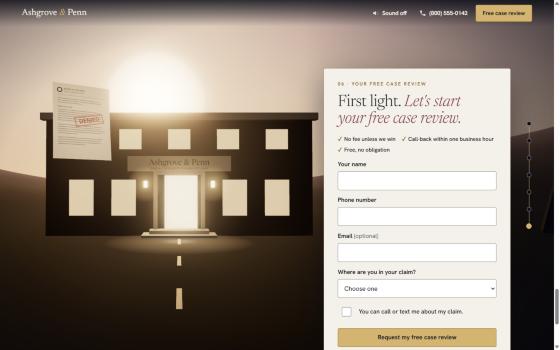 Ashgrove & Penn
Sound off
(800) 555-0142
Free case review
DENIED
Ashgrove & Penn
06 · YOUR FREE CASE REVIEW
First light. Let's start
your free case review.
✓ No fee unless we win ✓ Call-back within one business hour
✓ Free, no obligation
Your name
Phone number
Email (optional)
Where are you in your claim?
Choose one
You can call or text me about my claim.
Request my free case review